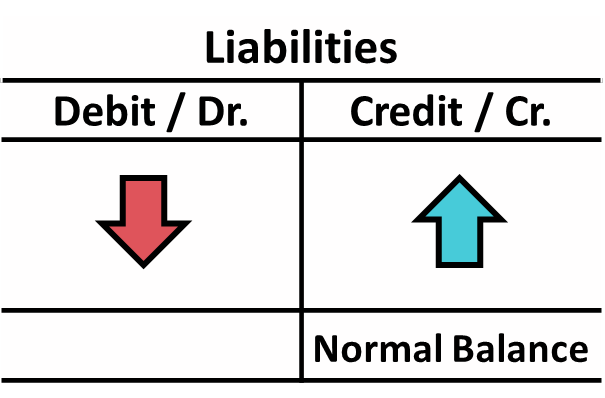 Liabilities
Debit / Dr.
Credit / Cr.
Normal Balance